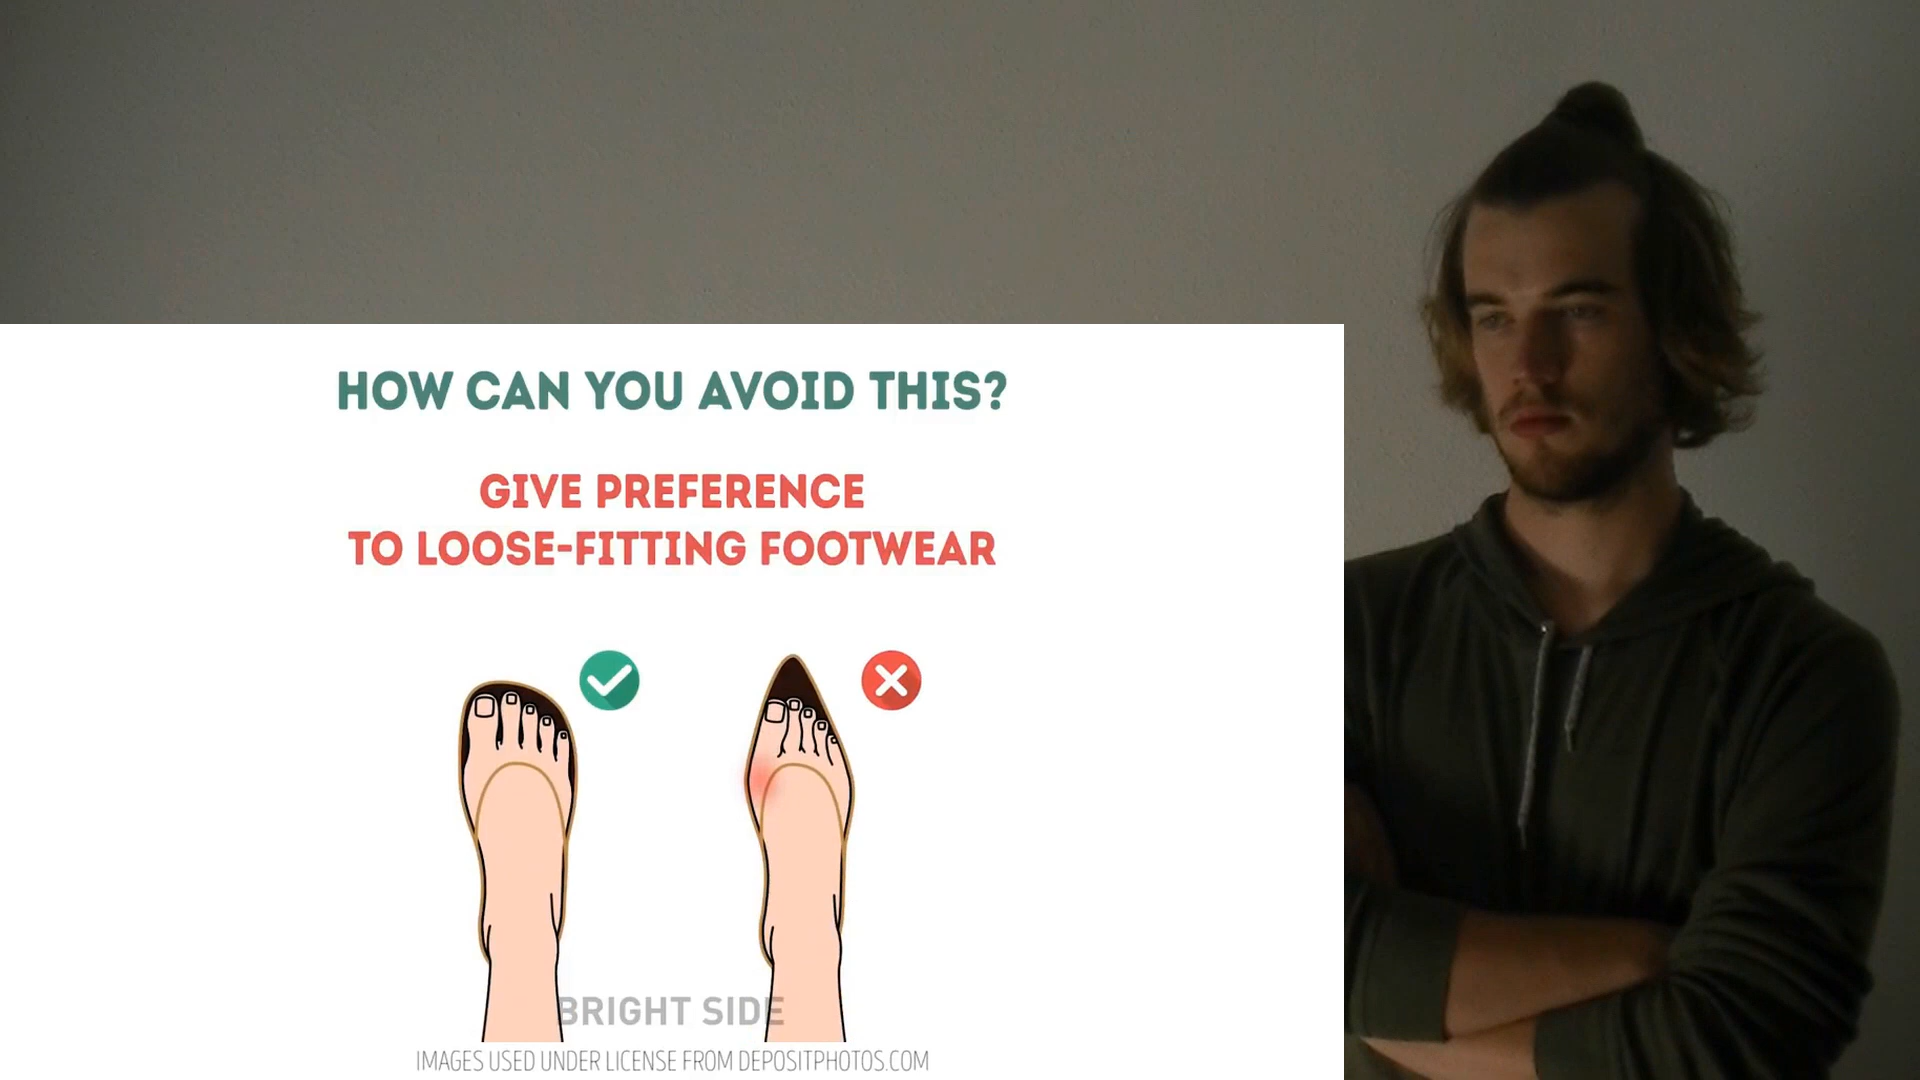 HOW CAN YOU AVOID THIS?
GIVE PREFERENCE
TO LOOSE-FITTING FOOTWEAR
BRIGHT SIDE
IMAGES USED UNDER LICENSE FROM DEPOSITPHOTOS.COM